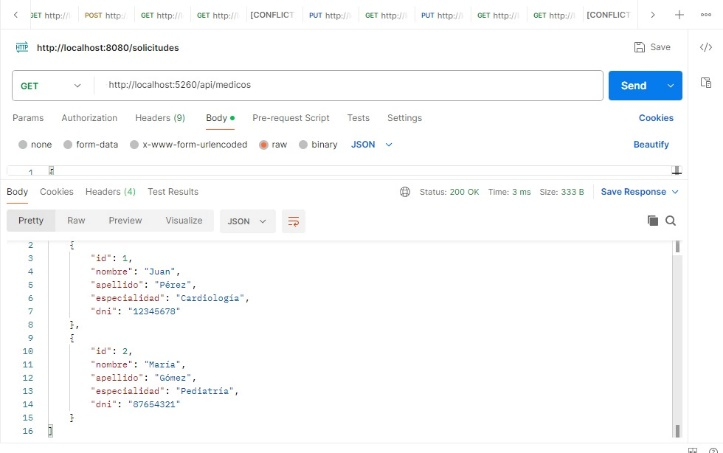 GET http:// POST http: GET http:// GET http:// [CONFLICT PUT http:// GET http:// PUT http:// GET http:// GET http:// [CONFLICT
HTTP http://localhost:8080/solicitudes Save
GET http://localhost:5260/api/medicos Send
Params Authorization Headers (9) Body Pre-request Script Tests Settings Cookies
none form-data x-www-form-urlencoded raw binary JSON Beautify
1 {
Body Cookies Headers (4) Test Results Status: 200 OK Time: 3 ms Size: 333 B Save Response
Pretty Raw Preview Visualize JSON
2 {
3 "id": 1,
4 "nombre": "Juan",
5 "apellido": "Pérez",
6 "especialidad": "Cardiología",
7 "dni": "12345678"
8 },
9 {
10 "id": 2,
11 "nombre": "María",
12 "apellido": "Gómez",
13 "especialidad": "Pediatría",
14 "dni": "87654321"
15 }
16 ]